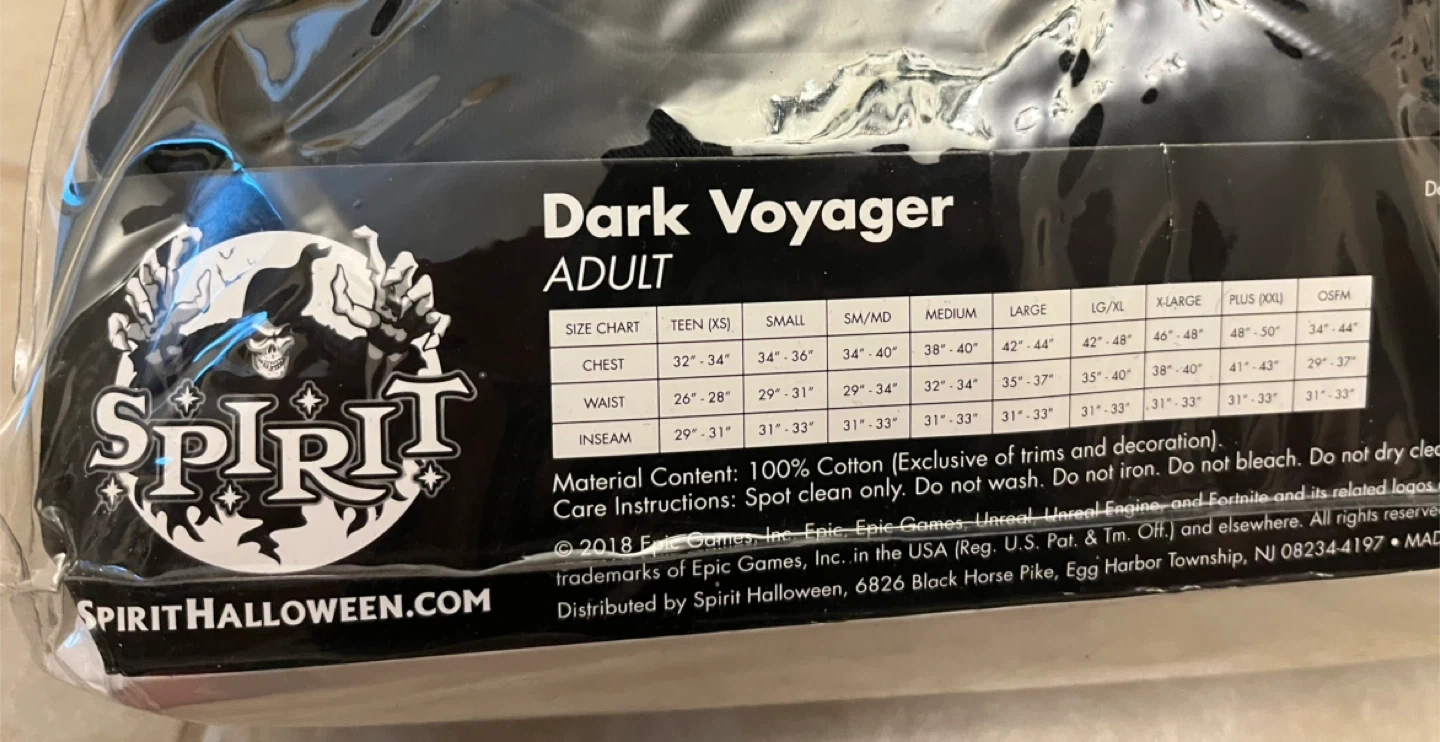 Dark Voyager
ADULT
SIZE CHART TEEN (XS) SMALL SM/MD MEDIUM LARGE LG/XL X-LARGE PLUS (XXL) OSFM
CHEST 32" - 34" 34" - 36" 34" - 40" 38" - 40" 42" - 44" 42" - 48" 46" - 48" 48" - 50" 34" - 44"
WAIST 26" - 28" 29" - 31" 29" - 34" 32" - 34" 35" - 37" 35" - 40" 38" - 40" 41" - 43" 29" - 37"
INSEAM 29" - 31" 31" - 33" 31" - 33" 31" - 33" 31" - 33" 31" - 33" 31" - 33" 31" - 33" 31" - 33"
Material Content: 100% Cotton (Exclusive of trims and decoration).
Care Instructions: Spot clean only. Do not wash. Do not iron. Do not bleach. Do not dry clea
© 2018 Epic Games, Inc. Epic, Epic Games, Unreal, Unreal Engine, and Fortnite and its related logos
trademarks of Epic Games, Inc. in the USA (Reg. U.S. Pat. & Tm. Off.) and elsewhere. All rights reserve
Distributed by Spirit Halloween, 6826 Black Horse Pike, Egg Harbor Township, NJ 08234-4197 • MAD
SPIRIT
SPIRITHALLOWEEN.COM